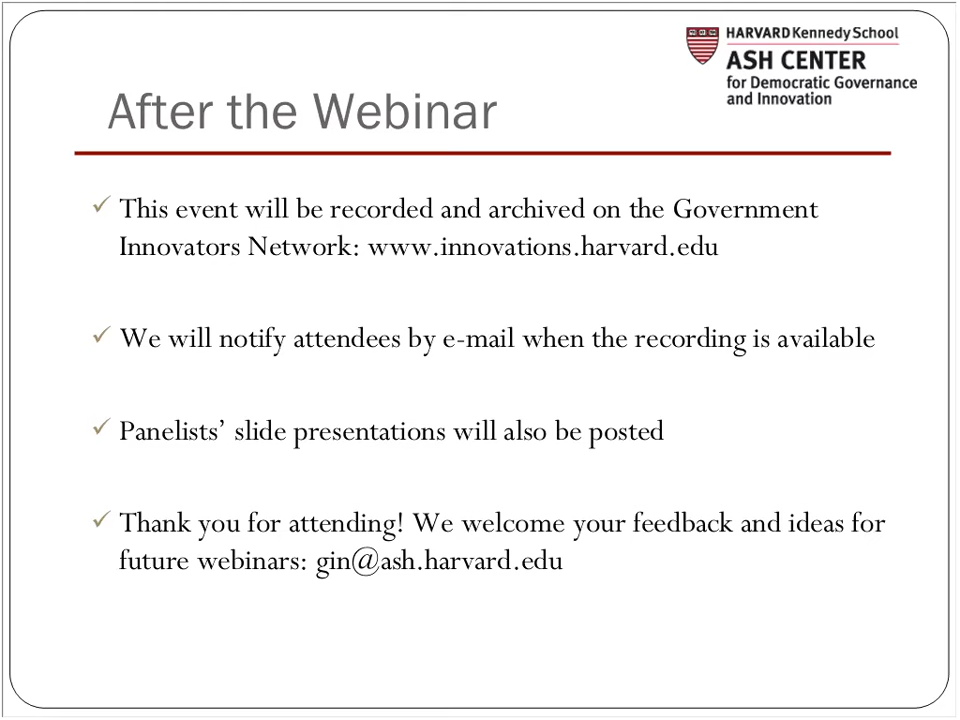 HARVARD Kennedy School
ASH CENTER
for Democratic Governance
and Innovation
After the Webinar
This event will be recorded and archived on the Government
Innovators Network: www.innovations.harvard.edu
We will notify attendees by e-mail when the recording is available
Panelists’ slide presentations will also be posted
Thank you for attending! We welcome your feedback and ideas for
future webinars: gin@ash.harvard.edu